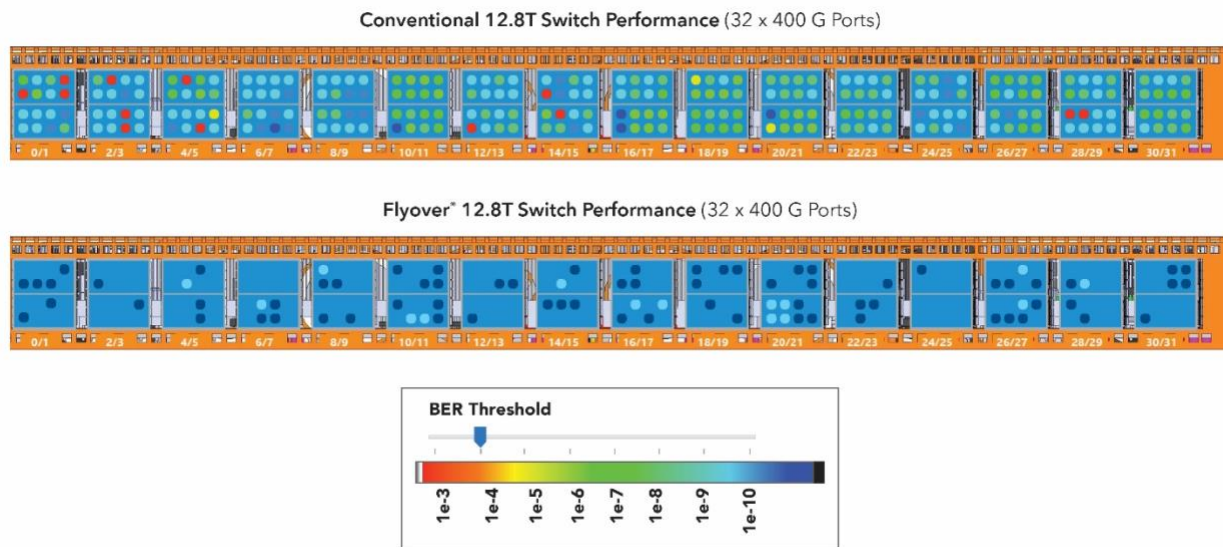 Conventional 12.8T Switch Performance (32 x 400 G Ports)
0/1 2/3 4/5 6/7 8/9 10/11 12/13 14/15 16/17 18/19 20/21 22/23 24/25 26/27 28/29 30/31
Flyover® 12.8T Switch Performance (32 x 400 G Ports)
0/1 2/3 4/5 6/7 8/9 10/11 12/13 14/15 16/17 18/19 20/21 22/23 24/25 26/27 28/29 30/31
BER Threshold
1e-3 1e-4 1e-5 1e-6 1e-7 1e-8 1e-9 1e-10